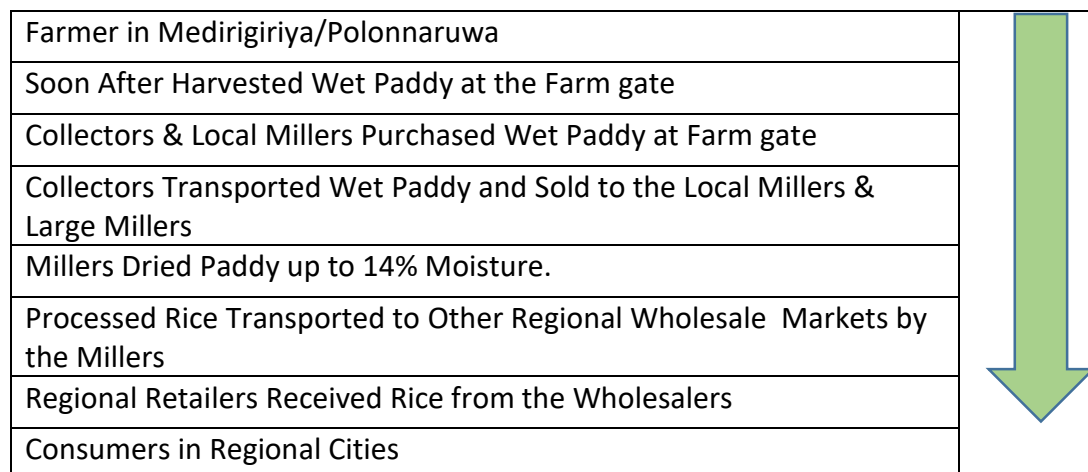 Farmer in Medirigiriya/Polonnaruwa
Soon After Harvested Wet Paddy at the Farm gate
Collectors & Local Millers Purchased Wet Paddy at Farm gate
Collectors Transported Wet Paddy and Sold to the Local Millers &
Large Millers
Millers Dried Paddy up to 14% Moisture.
Processed Rice Transported to Other Regional Wholesale  Markets by
the Millers
Regional Retailers Received Rice from the Wholesalers
Consumers in Regional Cities